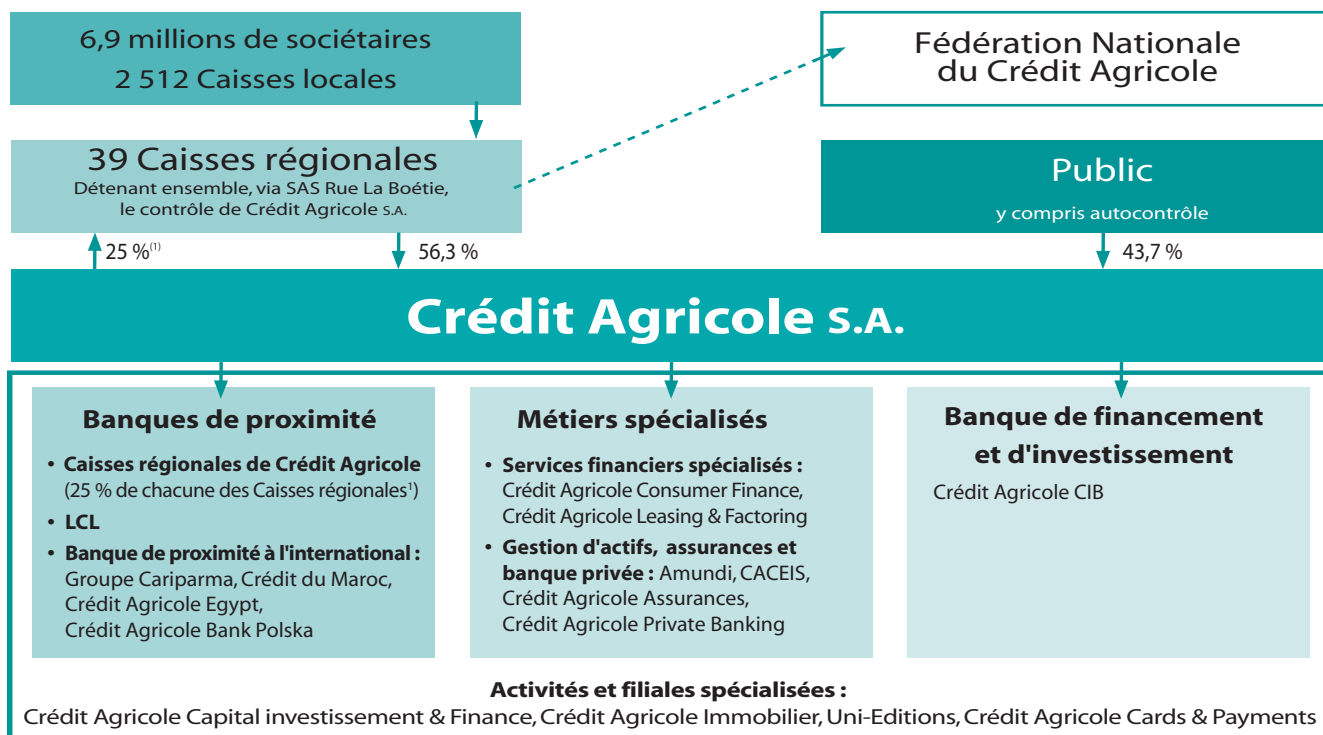 6,9 millions de sociétaires
2 512 Caisses locales
Fédération Nationale
du Crédit Agricole
39 Caisses régionales
Détenant ensemble, via SAS Rue La Boétie,
le contrôle de Crédit Agricole S.A.
Public
y compris autocontrôle
25 %(1)
56,3 %
43,7 %
Crédit Agricole S.A.
Banques de proximité
• Caisses régionales de Crédit Agricole
(25 % de chacune des Caisses régionales¹)
• LCL
• Banque de proximité à l'international :
Groupe Cariparma, Crédit du Maroc,
Crédit Agricole Egypt,
Crédit Agricole Bank Polska
Métiers spécialisés
• Services financiers spécialisés :
Crédit Agricole Consumer Finance,
Crédit Agricole Leasing & Factoring
• Gestion d'actifs, assurances et
banque privée : Amundi, CACEIS,
Crédit Agricole Assurances,
Crédit Agricole Private Banking
Banque de financement
et d'investissement
Crédit Agricole CIB
Activités et filiales spécialisées :
Crédit Agricole Capital investissement & Finance, Crédit Agricole Immobilier, Uni-Editions, Crédit Agricole Cards & Payments